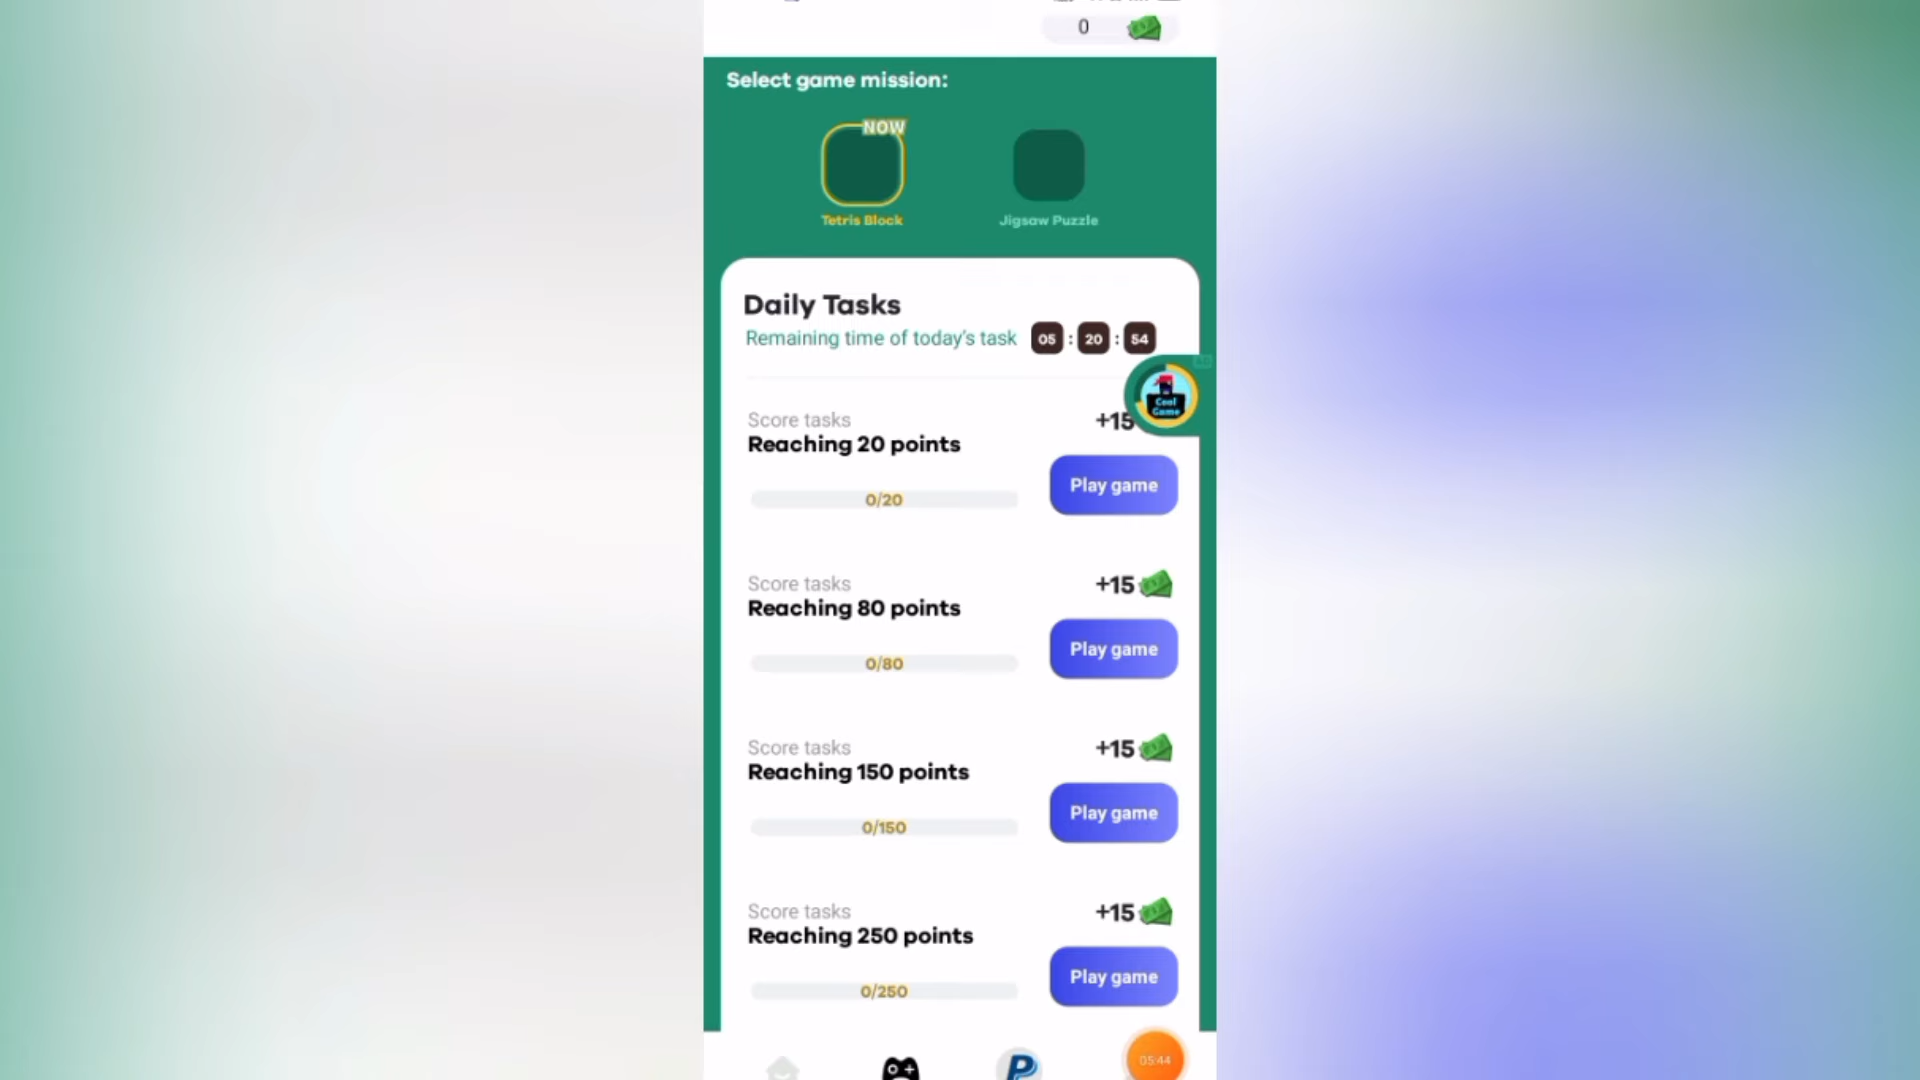 0
Select game mission:
NOW
Tetris Block
Jigsaw Puzzle
Daily Tasks
Remaining time of today's task 05 : 20 : 54
Cool
Game
Score tasks
+15
Reaching 20 points
Play game
0/20
Score tasks
+15
Reaching 80 points
Play game
0/80
Score tasks
+15
Reaching 150 points
Play game
0/150
Score tasks
+15
Reaching 250 points
Play game
0/250
05:44